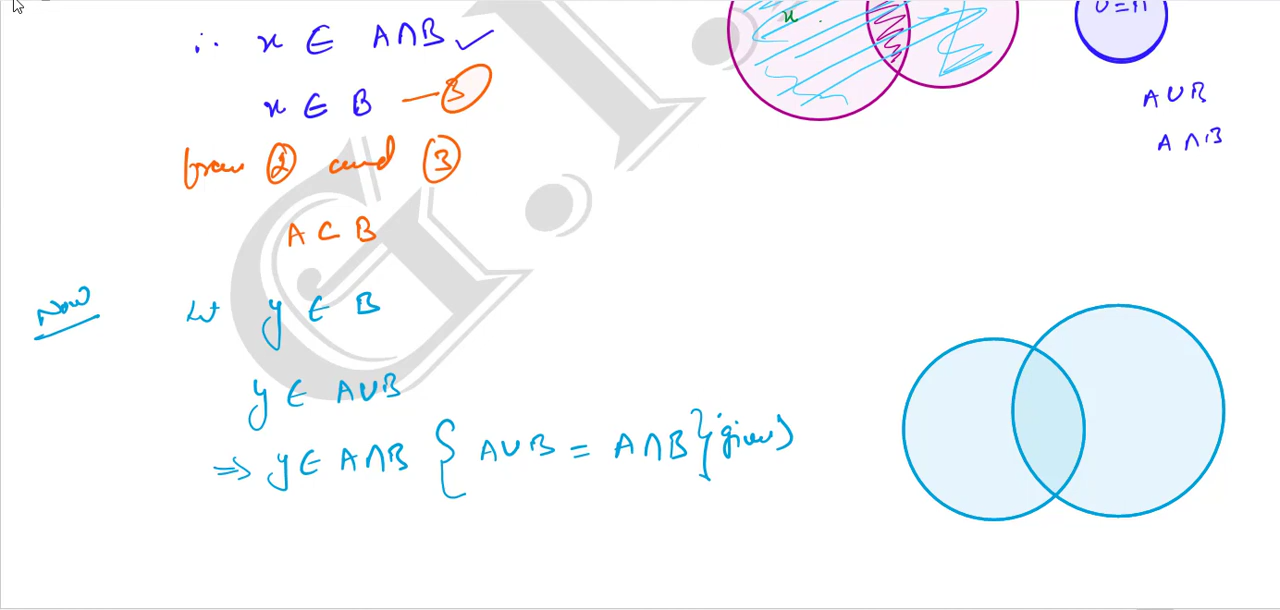 ∴ x ∈ A∩B ✓
x ∈ B — ③
from ② and ③
A ⊂ B
Now Let y ∈ B
y ∈ A∪B
⇒ y ∈ A∩B { A∪B = A∩B } (given)
x
A∪B
A∩B
G.I.